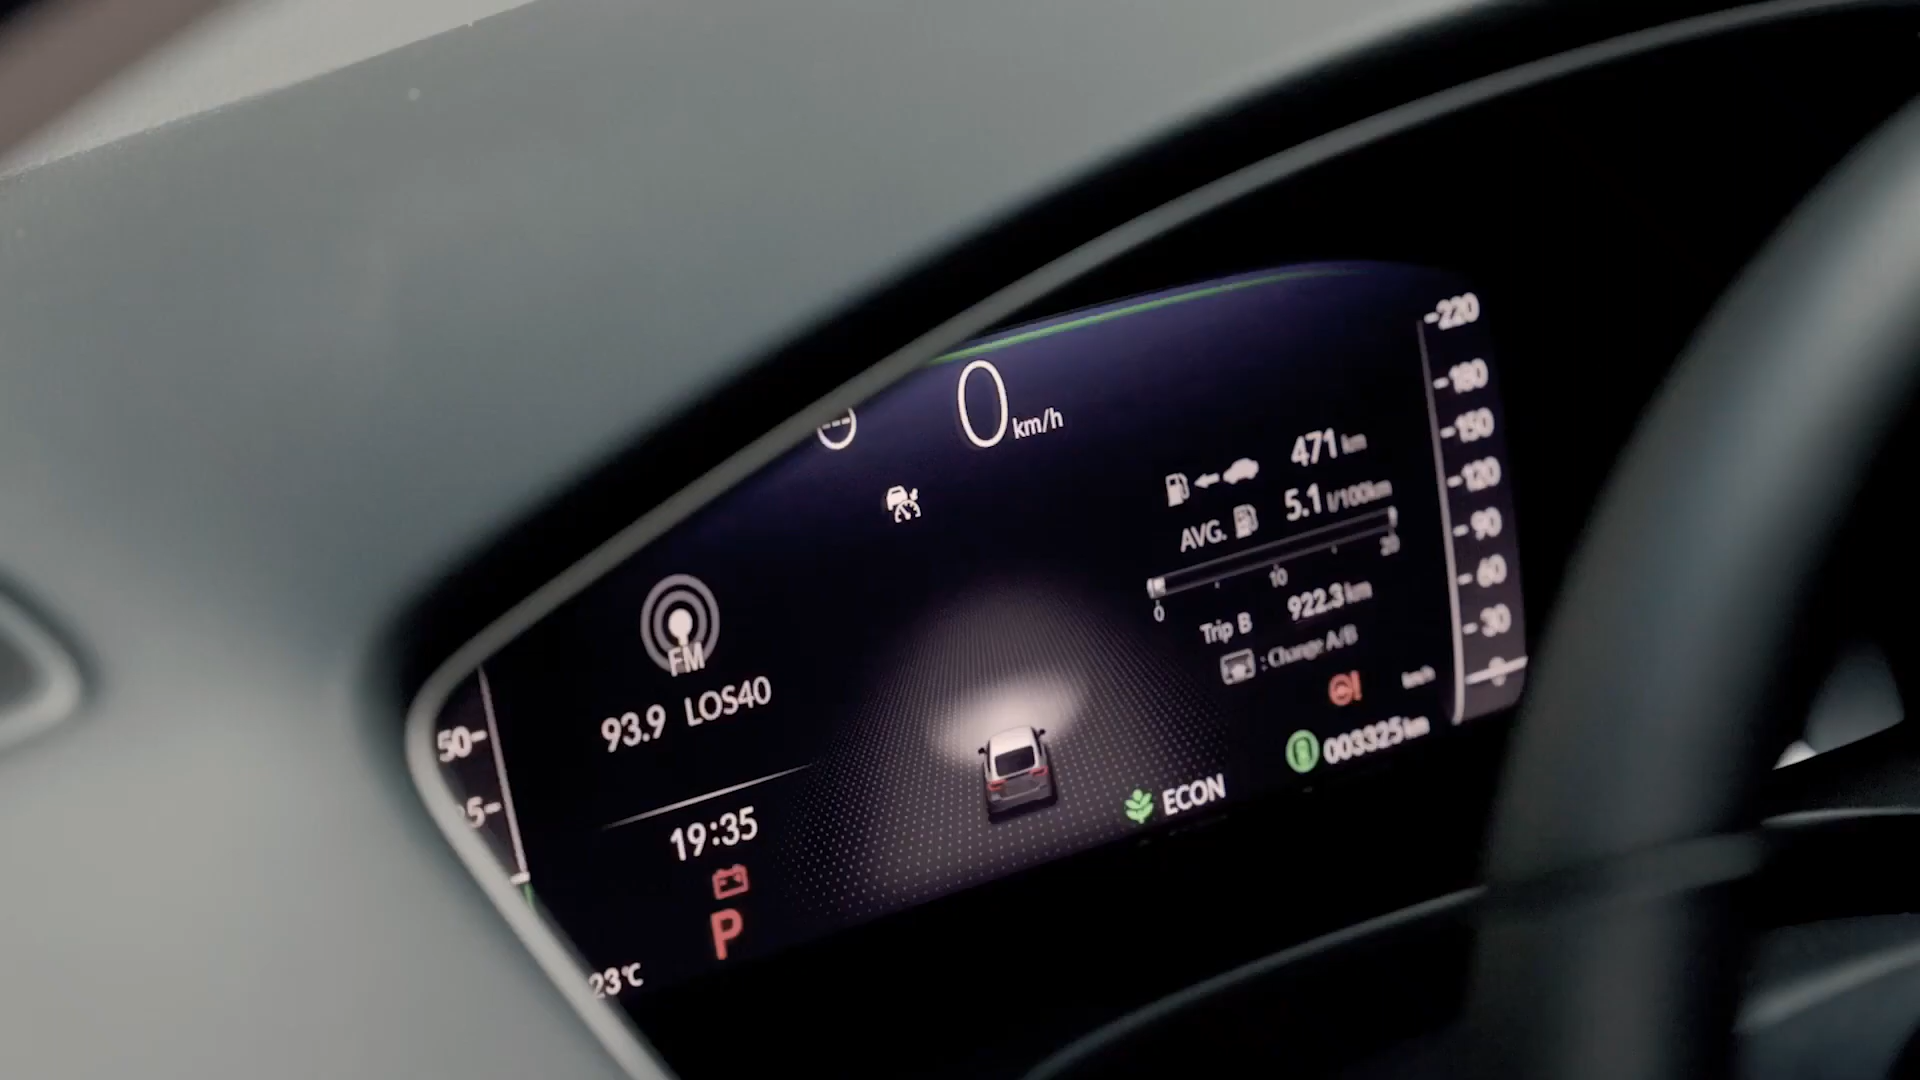 0 km/h
471 km
AVG. 5.1 l/100km
0 10 20
Trip B 922.3 km
: Change A/B
km/h
003325 km
ECON
FM
93.9 LOS40
19:35
P
23°C
50
-220
-180
-150
-120
-90
-60
-30